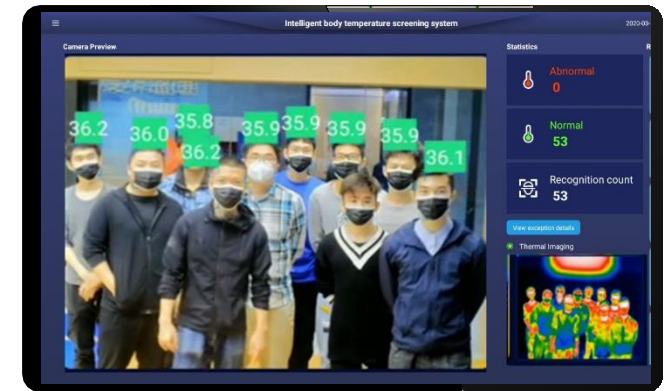 Intelligent body temperature screening system
2020-03-
Camera Preview
Statistics
R
36.2
36.0
35.8
36.2
35.9
35.9
35.9
35.9
36.1
Abnormal
0
Normal
53
Recognition count
53
View exception details
Thermal Imaging